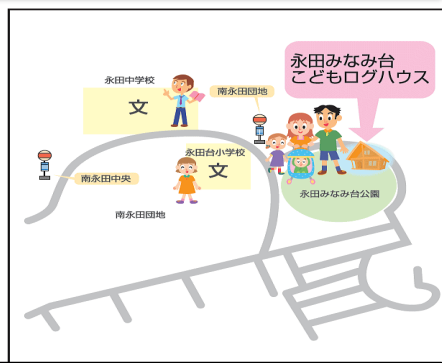 永田みなみ台
こどもログハウス
永田中学校
文
南永田団地
永田台小学校
文
南永田中央
永田みなみ台公園
南永田団地